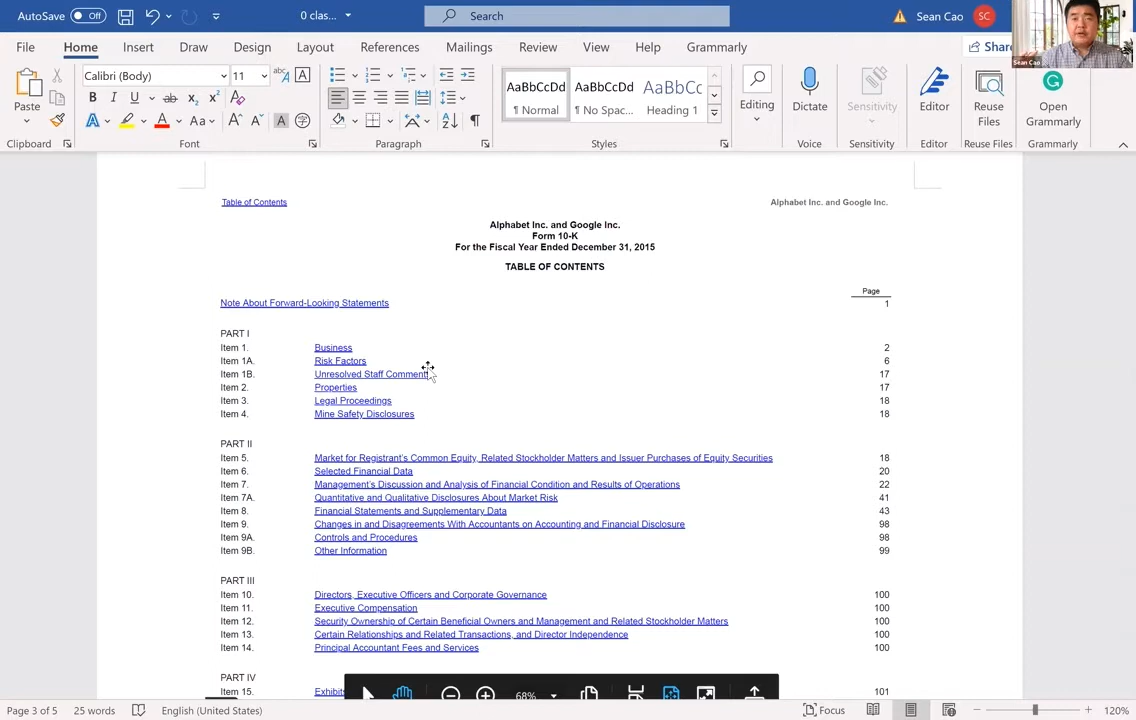 AutoSave Off 0 clas... Search Sean Cao SC
File Home Insert Draw Design Layout References Mailings Review View Help Grammarly Share
Sean Cao
Paste Calibri (Body) 11 AaBbCcDd AaBbCcDd AaBbCc Editing Dictate Sensitivity Editor Reuse Files Open Grammarly
¶ Normal ¶ No Spac... Heading 1
Clipboard Font Paragraph Styles Voice Sensitivity Editor Reuse Files Grammarly
Table of Contents Alphabet Inc. and Google Inc.
Alphabet Inc. and Google Inc.
Form 10-K
For the Fiscal Year Ended December 31, 2015
TABLE OF CONTENTS
Page
Note About Forward-Looking Statements 1
PART I
Item 1. Business 2
Item 1A. Risk Factors 6
Item 1B. Unresolved Staff Comment 17
Item 2. Properties 17
Item 3. Legal Proceedings 18
Item 4. Mine Safety Disclosures 18
PART II
Item 5. Market for Registrant's Common Equity, Related Stockholder Matters and Issuer Purchases of Equity Securities 18
Item 6. Selected Financial Data 20
Item 7. Management's Discussion and Analysis of Financial Condition and Results of Operations 22
Item 7A. Quantitative and Qualitative Disclosures About Market Risk 41
Item 8. Financial Statements and Supplementary Data 43
Item 9. Changes in and Disagreements With Accountants on Accounting and Financial Disclosure 98
Item 9A. Controls and Procedures 98
Item 9B. Other Information 99
PART III
Item 10. Directors, Executive Officers and Corporate Governance 100
Item 11. Executive Compensation 100
Item 12. Security Ownership of Certain Beneficial Owners and Management and Related Stockholder Matters 100
Item 13. Certain Relationships and Related Transactions, and Director Independence 100
Item 14. Principal Accountant Fees and Services 100
PART IV
Item 15. Exhibits 101
68%
Page 3 of 5 25 words English (United States) Focus 120%